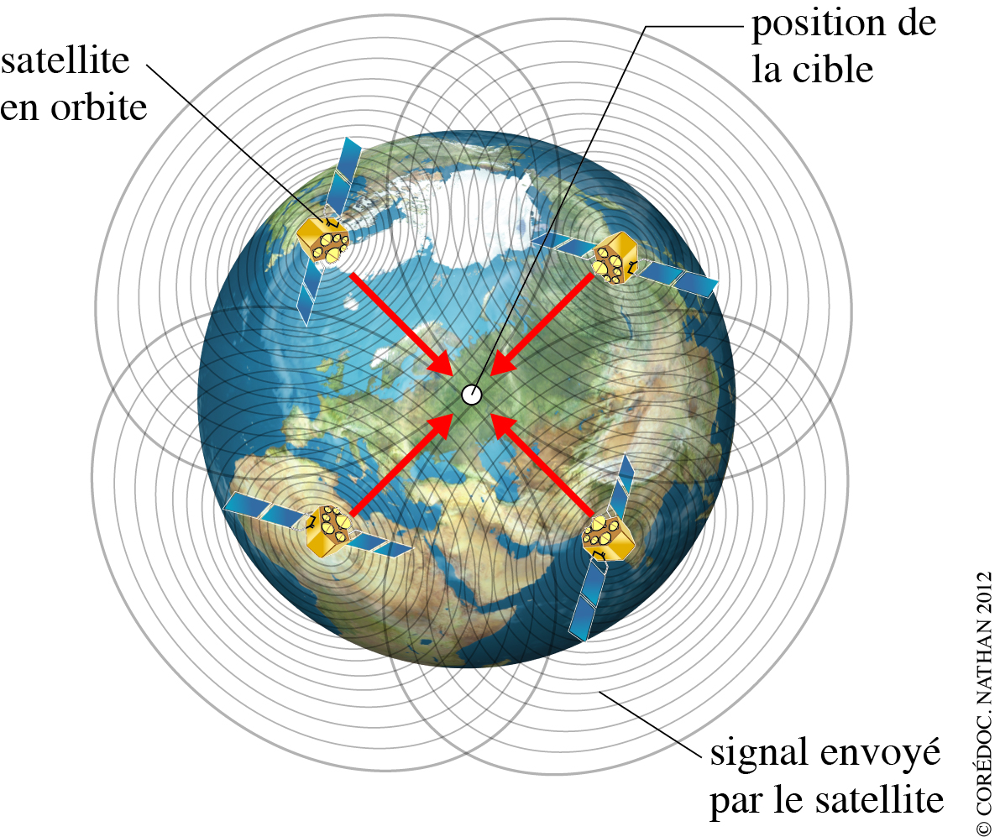 satellite
en orbite
position de
la cible
signal envoyé
par le satellite
© CORÉDOC. NATHAN 2012